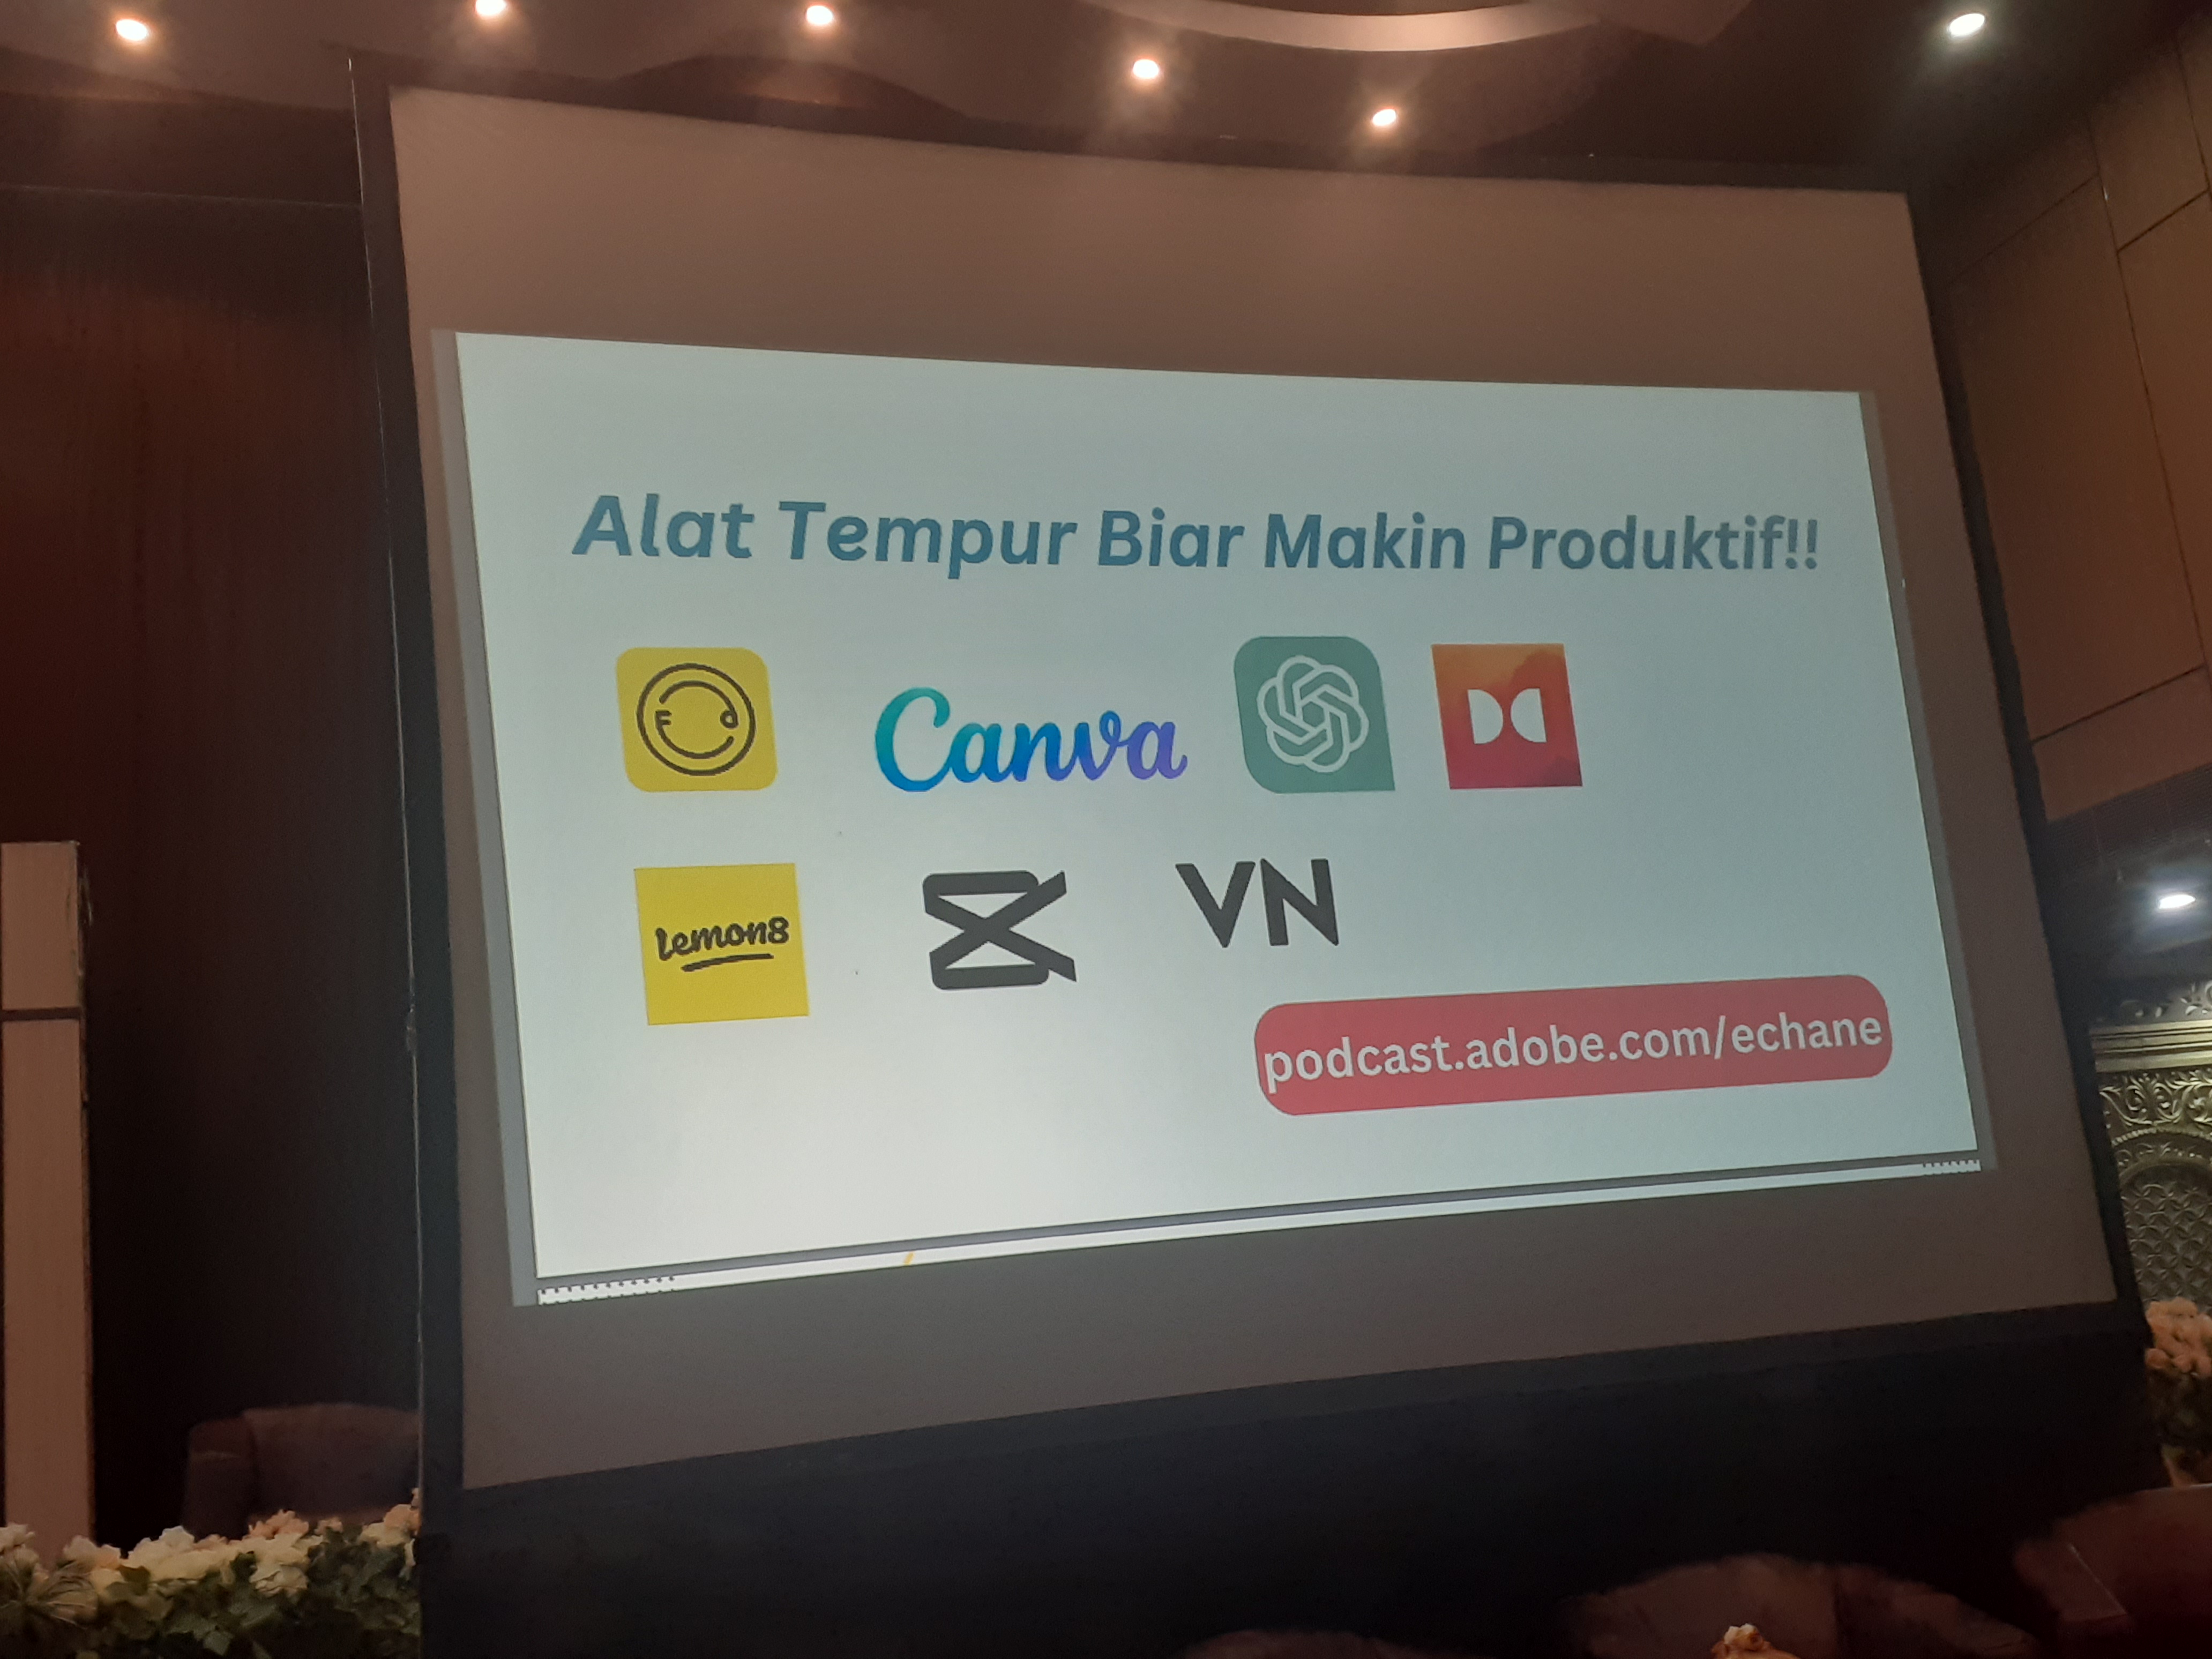 Alat Tempur Biar Makin Produktif!!
F d
Canva
Lemon8
VN
podcast.adobe.com/echane